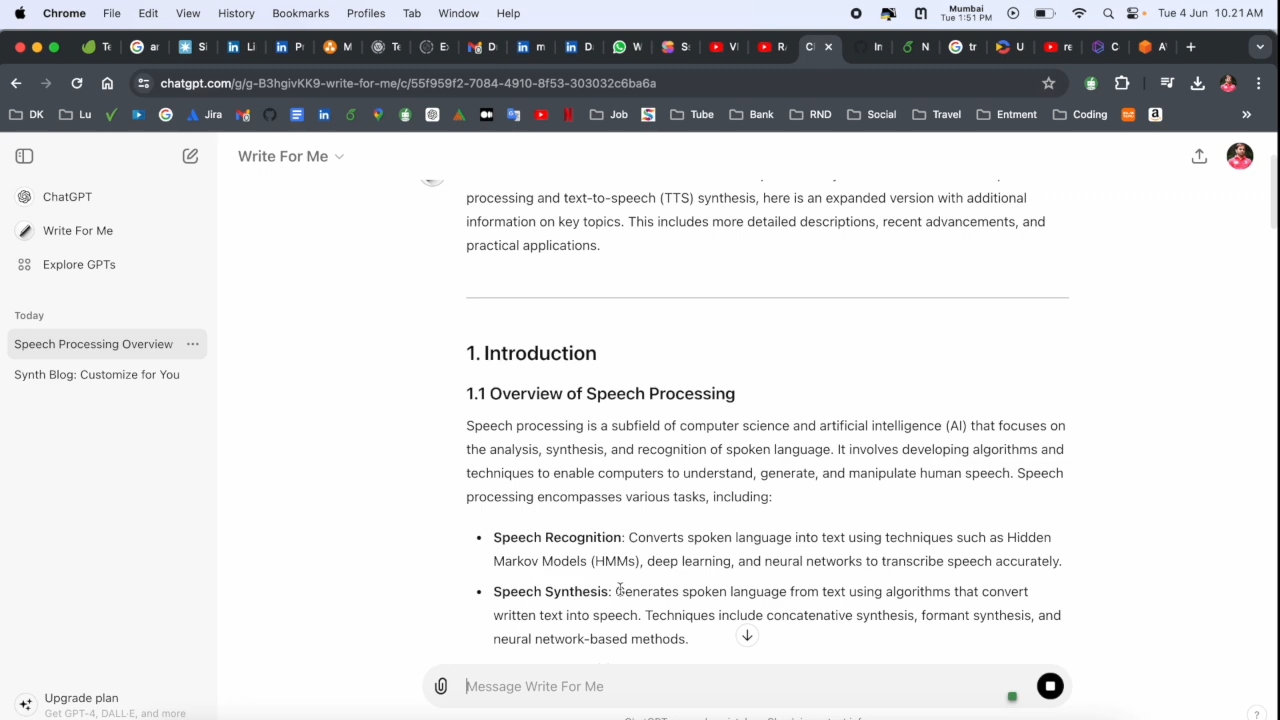 Chrome File Edit View History Bookmarks Profiles Tab Window Help
Mumbai
Tue 1:51 PM
Tue 4 Jun 10.21 AM
Te
ar
Si
Li
Pr
M
Te
E
D
m
D
W
S
VI
R
C
In
N
tr
U
re
C
A
chatgpt.com/g/g-B3hgivKK9-write-for-me/c/55f959f2-7084-4910-8f53-303032c6ba6a
DK
Lu
Jira
Job
Tube
Bank
RND
Social
Travel
Entment
Coding
Write For Me
ChatGPT
Write For Me
Explore GPTs
Today
Speech Processing Overview
Synth Blog: Customize for You
Upgrade plan
Get GPT-4, DALL·E, and more
processing and text-to-speech (TTS) synthesis, here is an expanded version with additional
information on key topics. This includes more detailed descriptions, recent advancements, and
practical applications.
1. Introduction
1.1 Overview of Speech Processing
Speech processing is a subfield of computer science and artificial intelligence (AI) that focuses on
the analysis, synthesis, and recognition of spoken language. It involves developing algorithms and
techniques to enable computers to understand, generate, and manipulate human speech. Speech
processing encompasses various tasks, including:
• Speech Recognition: Converts spoken language into text using techniques such as Hidden
Markov Models (HMMs), deep learning, and neural networks to transcribe speech accurately.
• Speech Synthesis: Generates spoken language from text using algorithms that convert
written text into speech. Techniques include concatenative synthesis, formant synthesis, and
neural network-based methods.
Message Write For Me
?